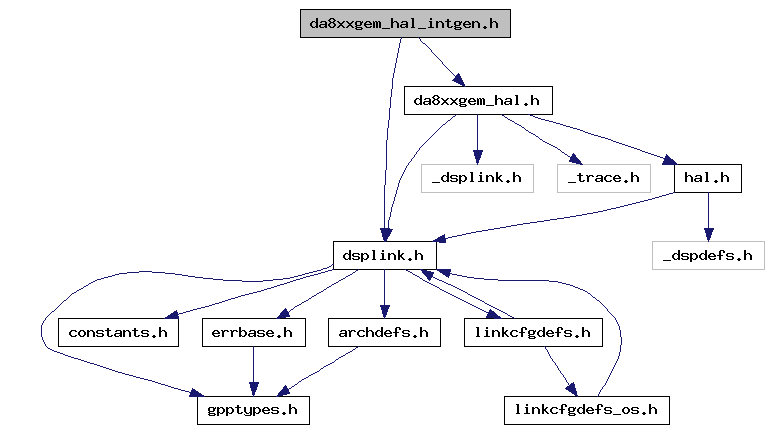 da8xxgem_hal_intgen.h
da8xxgem_hal.h
_dsplink.h
_trace.h
hal.h
dsplink.h
_dspdefs.h
constants.h
errbase.h
archdefs.h
linkcfgdefs.h
gpptypes.h
linkcfgdefs_os.h